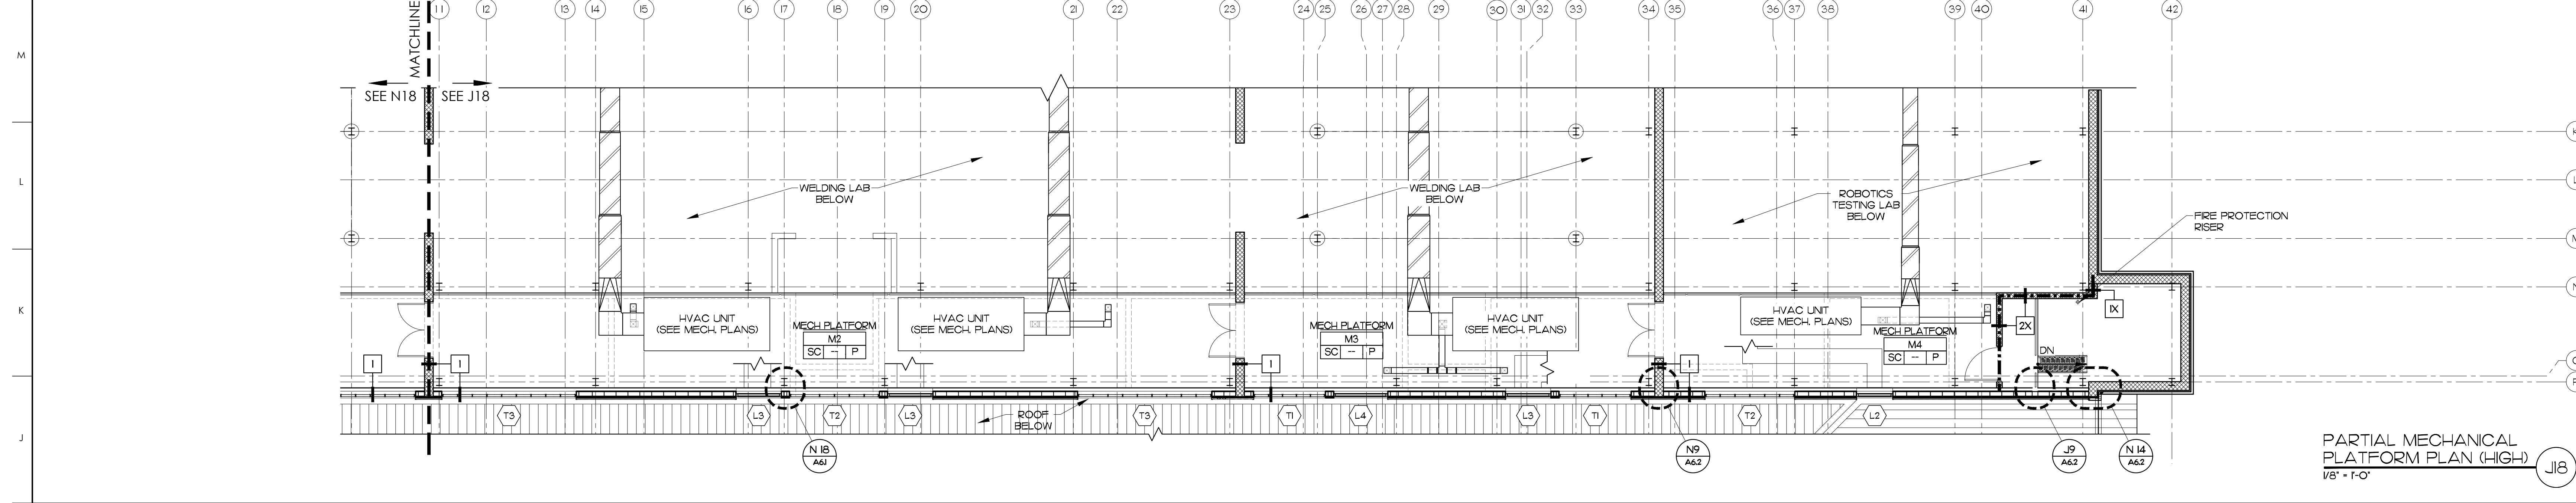 MATCHLINE
11 12 13 14 15 16 17 18 19 20 21 22 23 24 25 26 27 28 29 30 31 32 33 34 35 36 37 38 39 40 41 42
M
SEE N18
SEE J18
L
WELDING LAB
BELOW
WELDING LAB
BELOW
ROBOTICS
TESTING LAB
BELOW
FIRE PROTECTION
RISER
K
HVAC UNIT
(SEE MECH. PLANS)
MECH PLATFORM
M2
SC -- P
HVAC UNIT
(SEE MECH. PLANS)
MECH PLATFORM
M3
SC -- P
HVAC UNIT
(SEE MECH. PLANS)
HVAC UNIT
(SEE MECH. PLANS)
MECH PLATFORM
M4
SC -- P
2X
1X
DN
1
1
1
1
J
T3
L3
T2
L3
ROOF
BELOW
T3
T1
L4
L3
T1
T2
L2
N 18
A6.1
N9
A6.2
J9
A6.2
N 14
A6.2
PARTIAL MECHANICAL
PLATFORM PLAN (HIGH)
1/8" = 1'-0"
J18